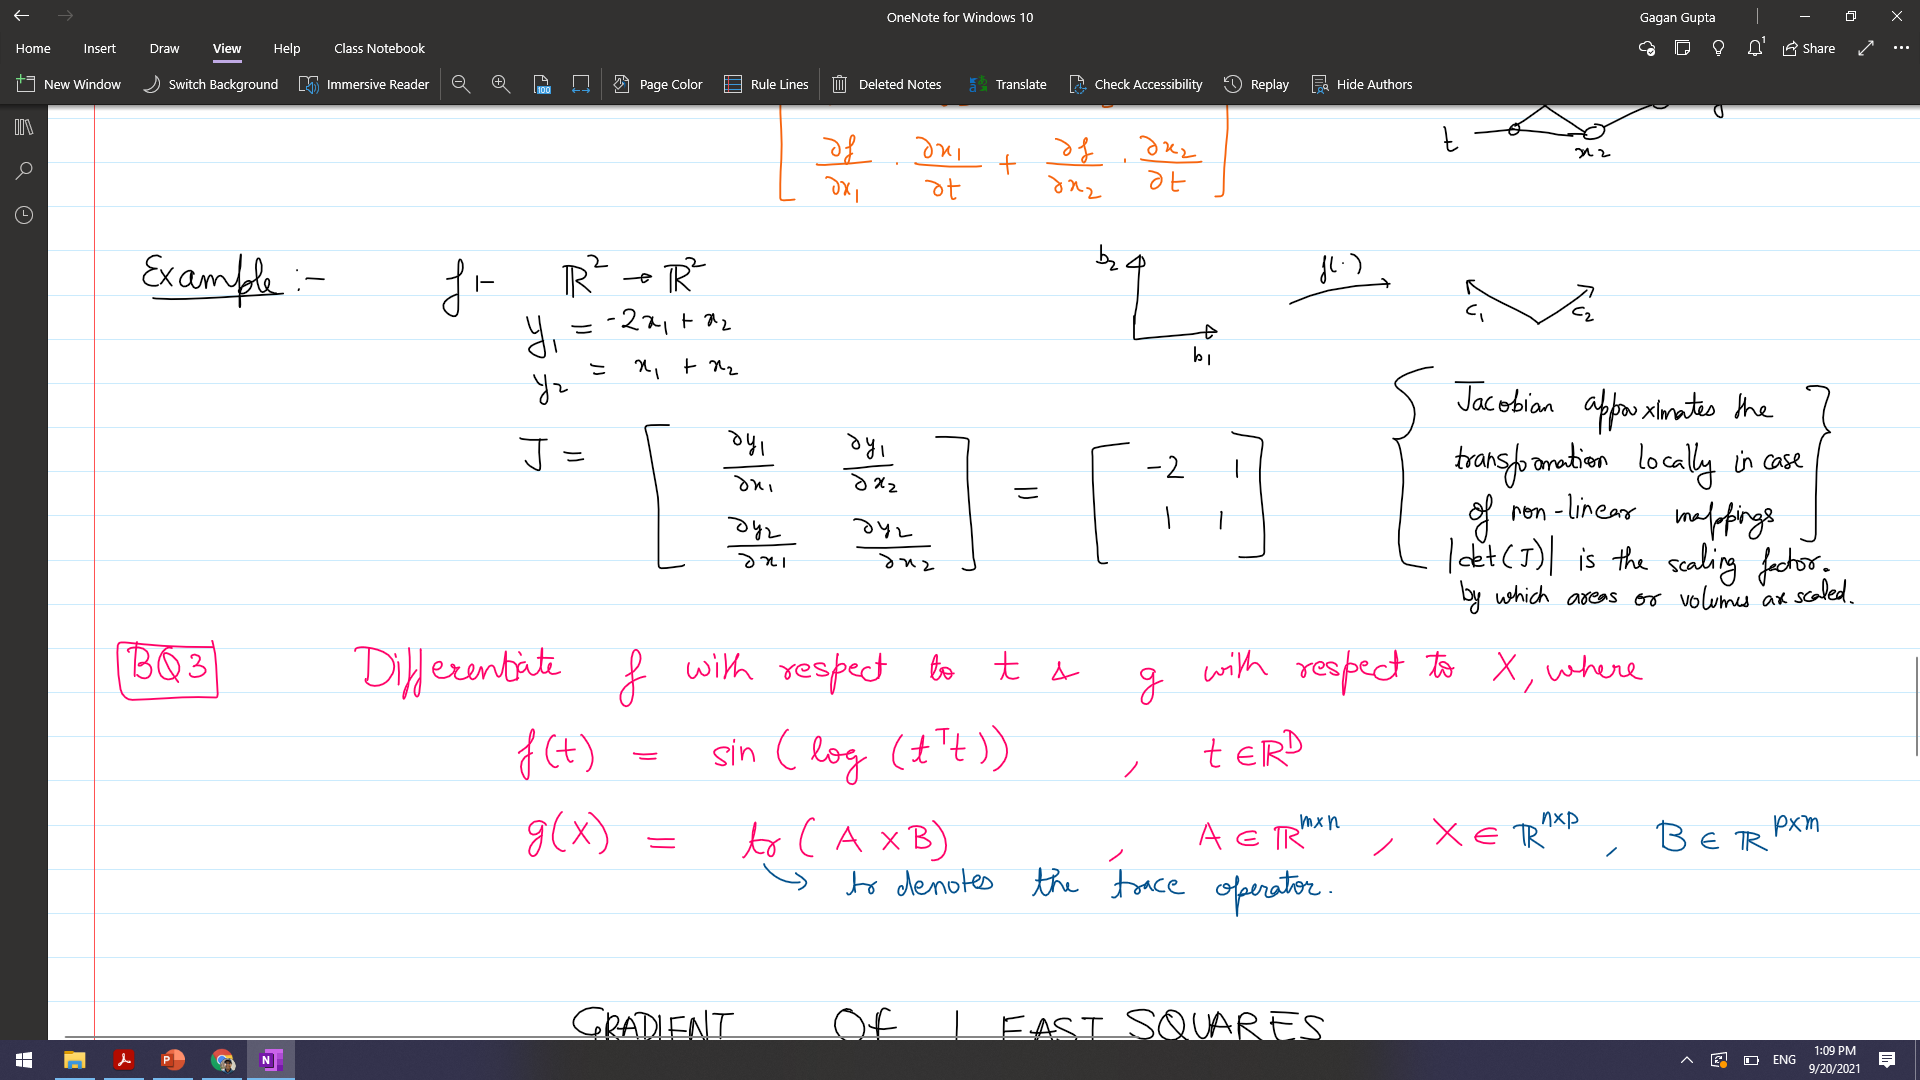 OneNote for Windows 10
Gagan Gupta
Home Insert Draw View Help Class Notebook
1 Share
New Window Switch Background Immersive Reader 100 Page Color Rule Lines Deleted Notes Translate Check Accessibility Replay Hide Authors
∂f/∂x₁ · ∂x₁/∂t + ∂f/∂x₂ · ∂x₂/∂t
t x₂
Example :- f :- ℝ² → ℝ²
b₂ b₁ f(·) c₁ c₂
y₁ = -2x₁ + x₂
y₂ = x₁ + x₂
J = [ ∂y₁/∂x₁ ∂y₁/∂x₂
∂y₂/∂x₁ ∂y₂/∂x₂ ] = [ -2 1
1 1 ]
Jacobian approximates the
transformation locally in case
of non-linear mappings
|det(J)| is the scaling factor.
by which areas or volumes are scaled.
BQ3 Differentiate f with respect to t & g with respect to X, where
f(t) = sin ( log (tᵀt)) , t ∈ ℝᴰ
g(X) = tr ( A X B) , A ∈ ℝᵐˣⁿ , X ∈ ℝⁿˣᵖ , B ∈ ℝᵖˣᵐ
tr denotes the trace operator.
GRADIENT OF LEAST SQUARES
ENG
1:09 PM
9/20/2021